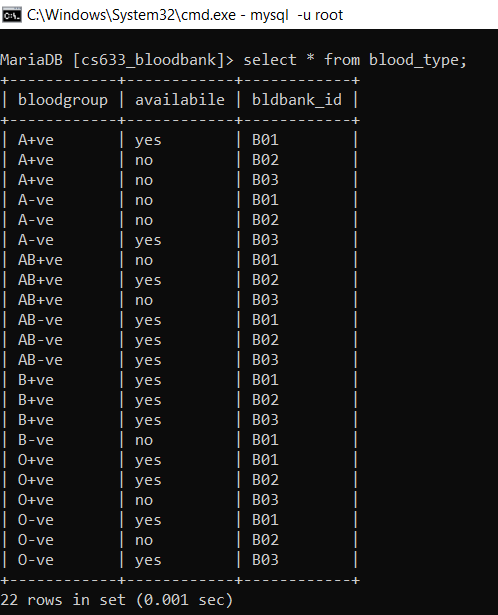 C:\Windows\System32\cmd.exe - mysql -u root
MariaDB [cs633_bloodbank]> select * from blood_type;
+------------+------------+------------+
| bloodgroup | availabile | bldbank_id |
+------------+------------+------------+
| A+ve       | yes        | B01        |
| A+ve       | no         | B02        |
| A+ve       | no         | B03        |
| A-ve       | no         | B01        |
| A-ve       | no         | B02        |
| A-ve       | yes        | B03        |
| AB+ve      | no         | B01        |
| AB+ve      | yes        | B02        |
| AB+ve      | no         | B03        |
| AB-ve      | yes        | B01        |
| AB-ve      | yes        | B02        |
| AB-ve      | yes        | B03        |
| B+ve       | yes        | B01        |
| B+ve       | yes        | B02        |
| B+ve       | yes        | B03        |
| B-ve       | no         | B01        |
| O+ve       | yes        | B01        |
| O+ve       | yes        | B02        |
| O+ve       | no         | B03        |
| O-ve       | yes        | B01        |
| O-ve       | no         | B02        |
| O-ve       | yes        | B03        |
+------------+------------+------------+
22 rows in set (0.001 sec)